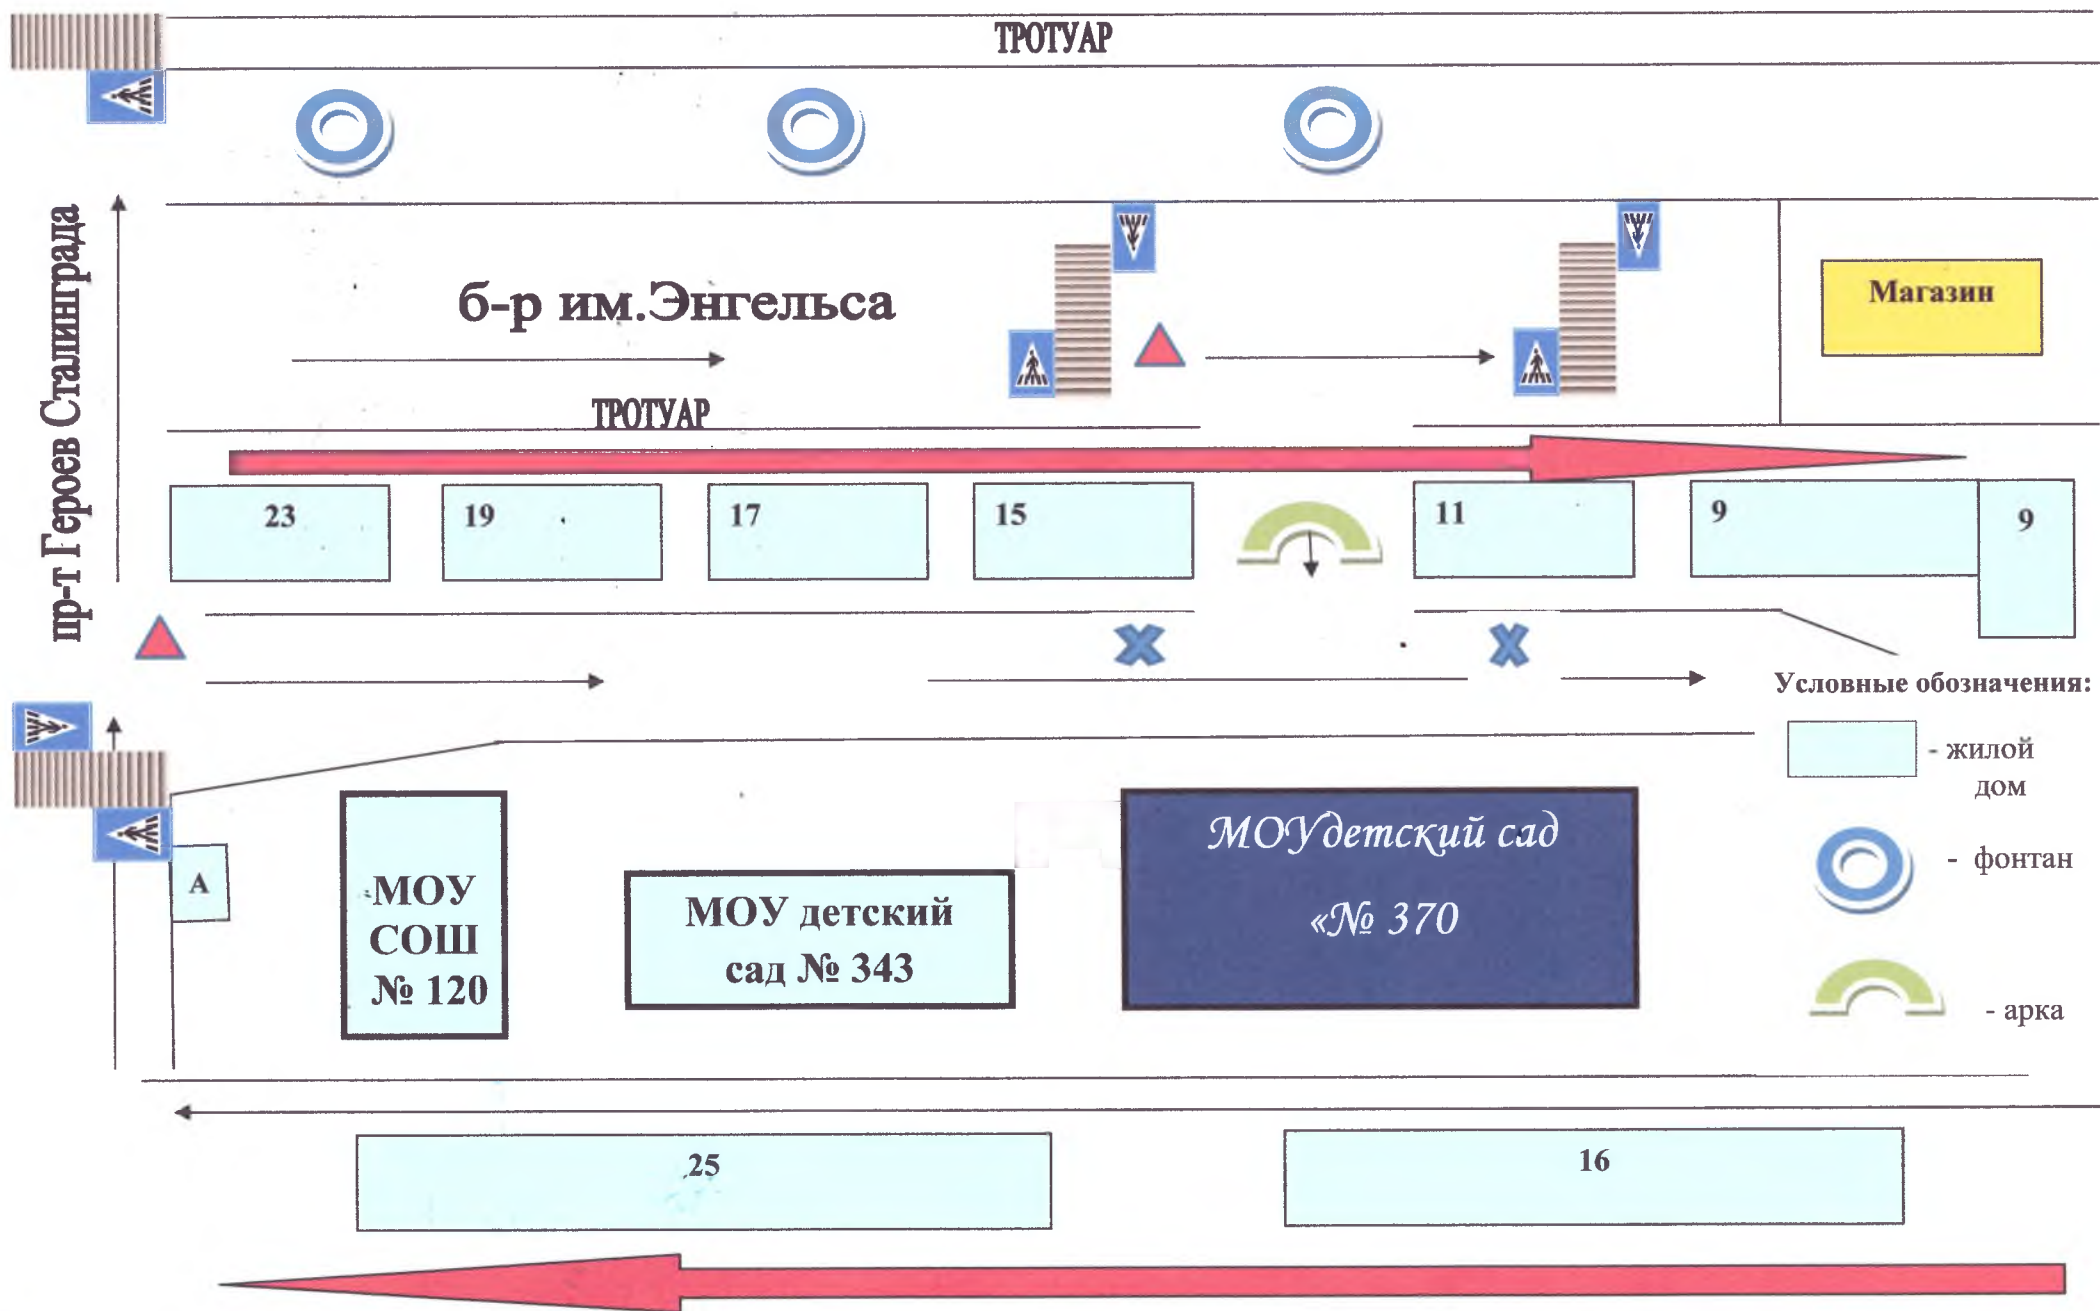 ТРОТУАР
пр-т Героев Сталинграда
б-р им.Энгельса
Магазин
ТРОТУАР
23
19
17
15
11
9
9
Условные обозначения:
- жилой
дом
- фонтан
- арка
А
МОУ
СОШ
№ 120
МОУ детский
сад № 343
МОУдетский сад
«№ 370
25
16